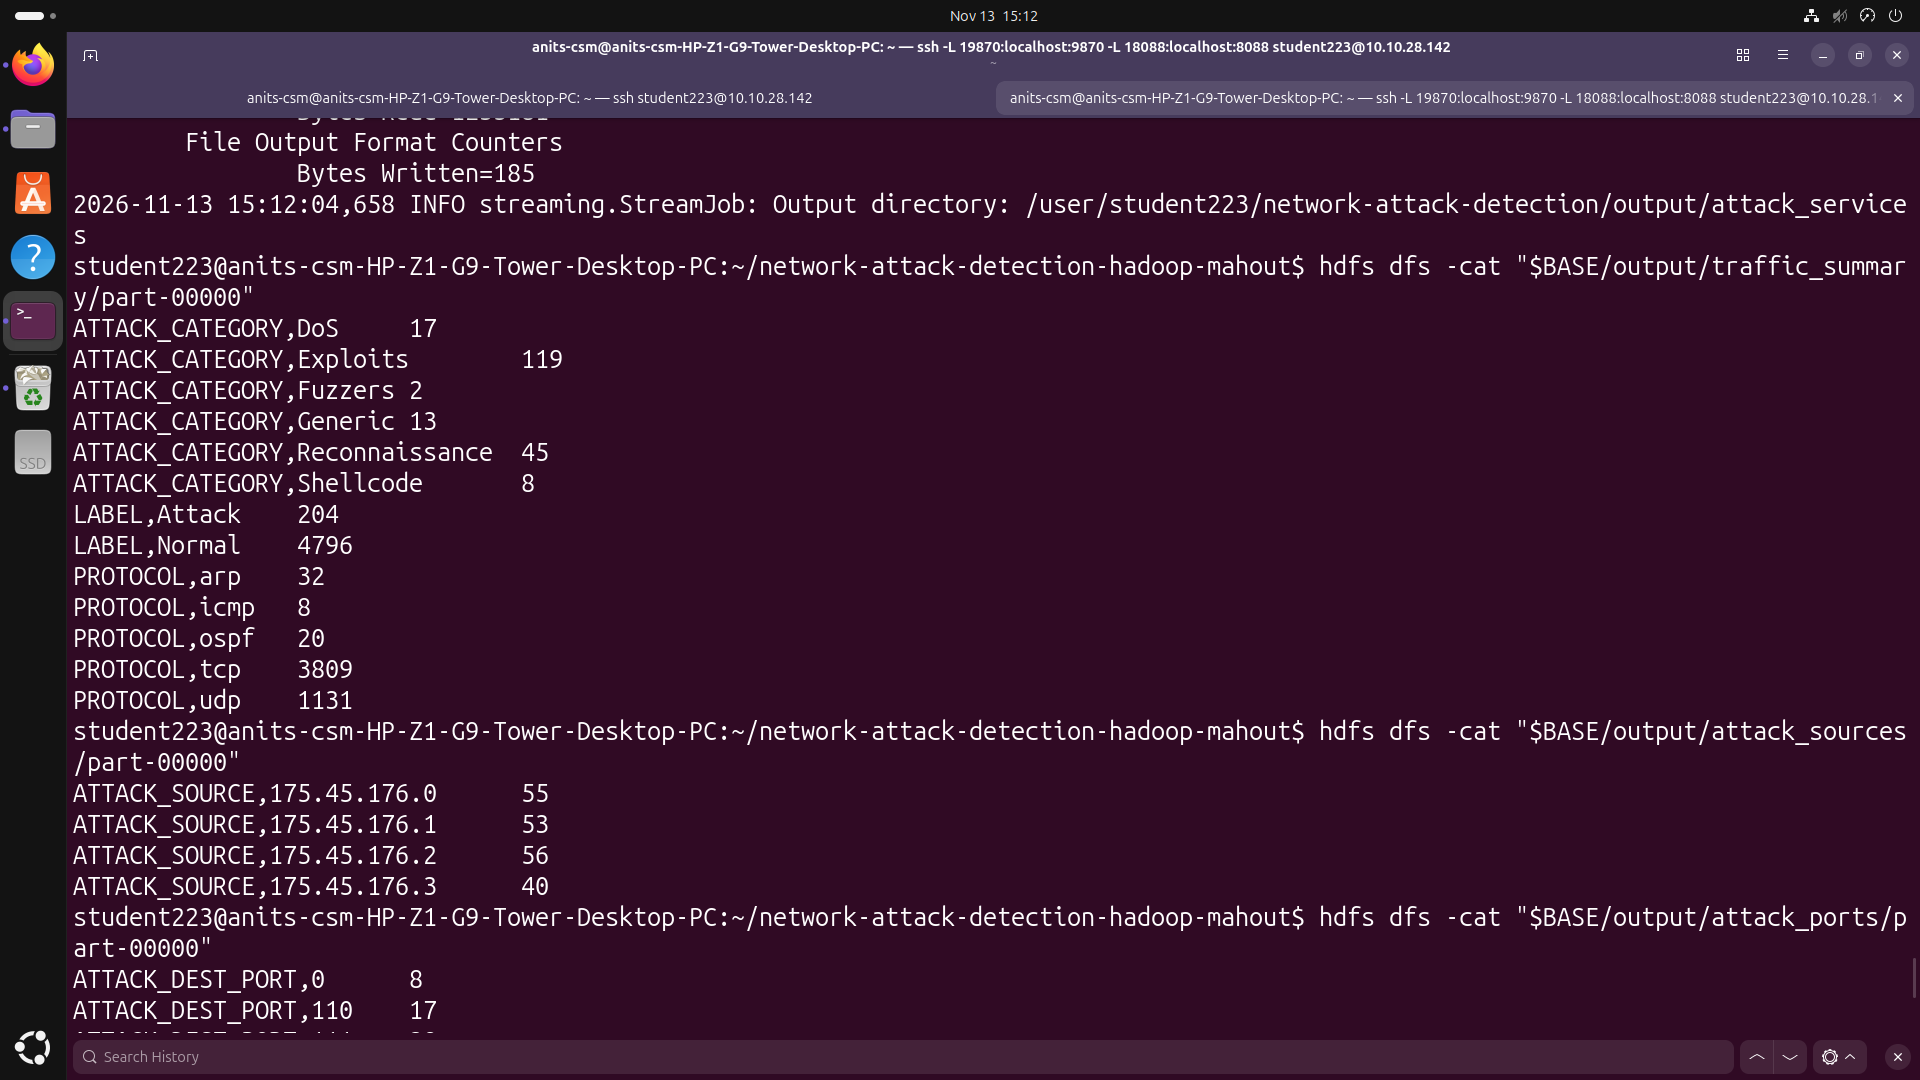 Nov 13 15:12
anits-csm@anits-csm-HP-Z1-G9-Tower-Desktop-PC: ~ — ssh -L 19870:localhost:9870 -L 18088:localhost:8088 student223@10.10.28.142
~
anits-csm@anits-csm-HP-Z1-G9-Tower-Desktop-PC: ~ — ssh student223@10.10.28.142
anits-csm@anits-csm-HP-Z1-G9-Tower-Desktop-PC: ~ — ssh -L 19870:localhost:9870 -L 18088:localhost:8088 student223@10.10.28.1
File Output Format Counters
Bytes Written=185
2026-11-13 15:12:04,658 INFO streaming.StreamJob: Output directory: /user/student223/network-attack-detection/output/attack_service
s
student223@anits-csm-HP-Z1-G9-Tower-Desktop-PC:~/network-attack-detection-hadoop-mahout$ hdfs dfs -cat "$BASE/output/traffic_summar
y/part-00000"
ATTACK_CATEGORY,DoS 17
ATTACK_CATEGORY,Exploits 119
ATTACK_CATEGORY,Fuzzers 2
ATTACK_CATEGORY,Generic 13
ATTACK_CATEGORY,Reconnaissance 45
ATTACK_CATEGORY,Shellcode 8
LABEL,Attack 204
LABEL,Normal 4796
PROTOCOL,arp 32
PROTOCOL,icmp 8
PROTOCOL,ospf 20
PROTOCOL,tcp 3809
PROTOCOL,udp 1131
student223@anits-csm-HP-Z1-G9-Tower-Desktop-PC:~/network-attack-detection-hadoop-mahout$ hdfs dfs -cat "$BASE/output/attack_sources
/part-00000"
ATTACK_SOURCE,175.45.176.0 55
ATTACK_SOURCE,175.45.176.1 53
ATTACK_SOURCE,175.45.176.2 56
ATTACK_SOURCE,175.45.176.3 40
student223@anits-csm-HP-Z1-G9-Tower-Desktop-PC:~/network-attack-detection-hadoop-mahout$ hdfs dfs -cat "$BASE/output/attack_ports/p
art-00000"
ATTACK_DEST_PORT,0 8
ATTACK_DEST_PORT,110 17
SSD
Search History